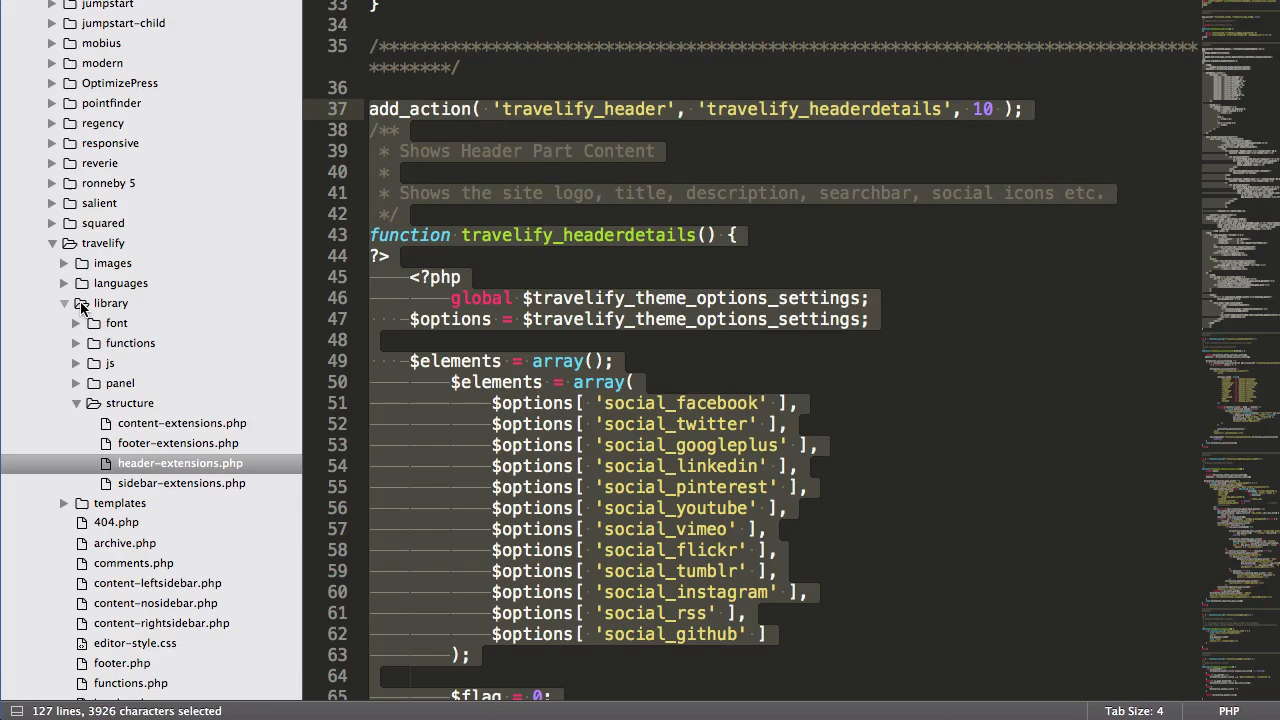 jumpstart
jumpstart-child
mobius
modern
OptimizePress
pointfinder
regency
responsive
reverie
ronneby 5
salient
squared
travelify
images
languages
library
font
functions
js
panel
structure
content-extensions.php
footer-extensions.php
header-extensions.php
sidebar-extensions.php
templates
404.php
archive.php
comments.php
content-leftsidebar.php
content-nosidebar.php
content-rightsidebar.php
editor-style.css
footer.php
functions.php
33 }
34
35 /****************************************************************************************/
36
37 add_action( 'travelify_header', 'travelify_headerdetails', 10 );
38 /**
39 * Shows Header Part Content
40 *
41 * Shows the site logo, title, description searchbar, social icons etc.
42 */
43 function travelify_headerdetails() {
44 ?>
45 <?php
46 global $travelify_theme_options_settings;
47 $options = $travelify_theme_options_settings;
48
49 $elements = array();
50 $elements = array(
51 $options[ 'social_facebook' ],
52 $options[ 'social_twitter' ],
53 $options[ 'social_googleplus' ],
54 $options[ 'social_linkedin' ],
55 $options[ 'social_pinterest' ],
56 $options[ 'social_youtube' ],
57 $options[ 'social_vimeo' ],
58 $options[ 'social_flickr' ],
59 $options[ 'social_tumblr' ],
60 $options[ 'social_instagram' ],
61 $options[ 'social_rss' ],
62 $options[ 'social_github' ]
63 );
64
65 $flag = 0;
127 lines, 3926 characters selected
Tab Size: 4
PHP